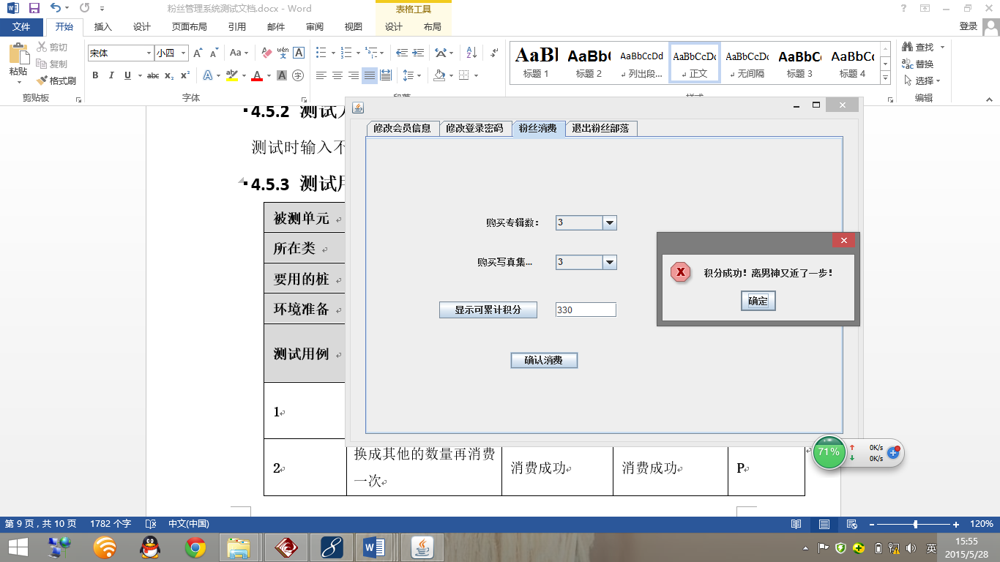 粉丝管理系统测试文档.docx - Word
表格工具
文件
开始
插入
设计
页面布局
引用
邮件
审阅
视图
设计
布局
登录
粘贴
剪切
复制
格式刷
剪贴板
宋体
小四
字体
AaBl
标题 1
AaBb(
标题 2
AaBbCcDd
列出段...
AaBbCcDc
正文
AaBbCcDc
无间隔
AaBbC
标题 3
AaBbCc
标题 4
查找
替换
选择
编辑
4.5.2 测试
测试时输入不
4.5.3 测试用
被测单元
所在类
要用的桩
环境准备
测试用例
1
2
换成其他的数量再消费
一次
消费成功
消费成功
P
修改会员信息
修改登录密码
粉丝消费
退出粉丝部落
购买专辑数：
3
购买写真集...
3
显示可累计积分
330
确认消费
积分成功！离男神又近了一步！
确定
71%
0K/s
0K/s
第 9 页，共 10 页
1782 个字
中文(中国)
120%
英
15:55
2015/5/28